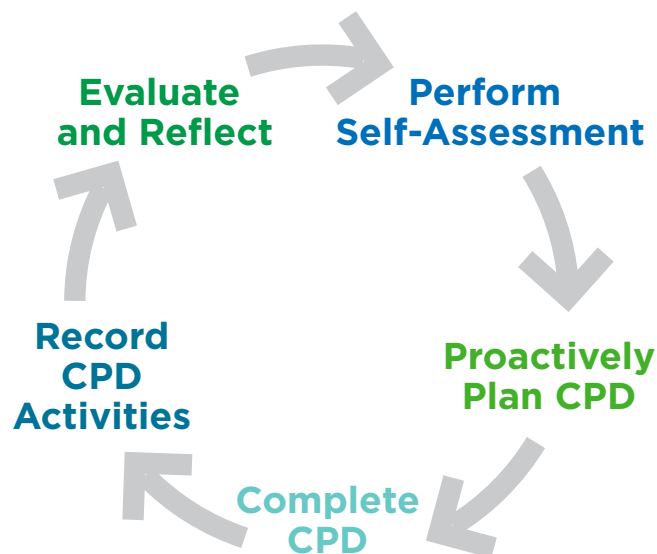 Evaluate
and Reflect
Perform
Self-Assessment
Proactively
Plan CPD
Complete
CPD
Record
CPD
Activities